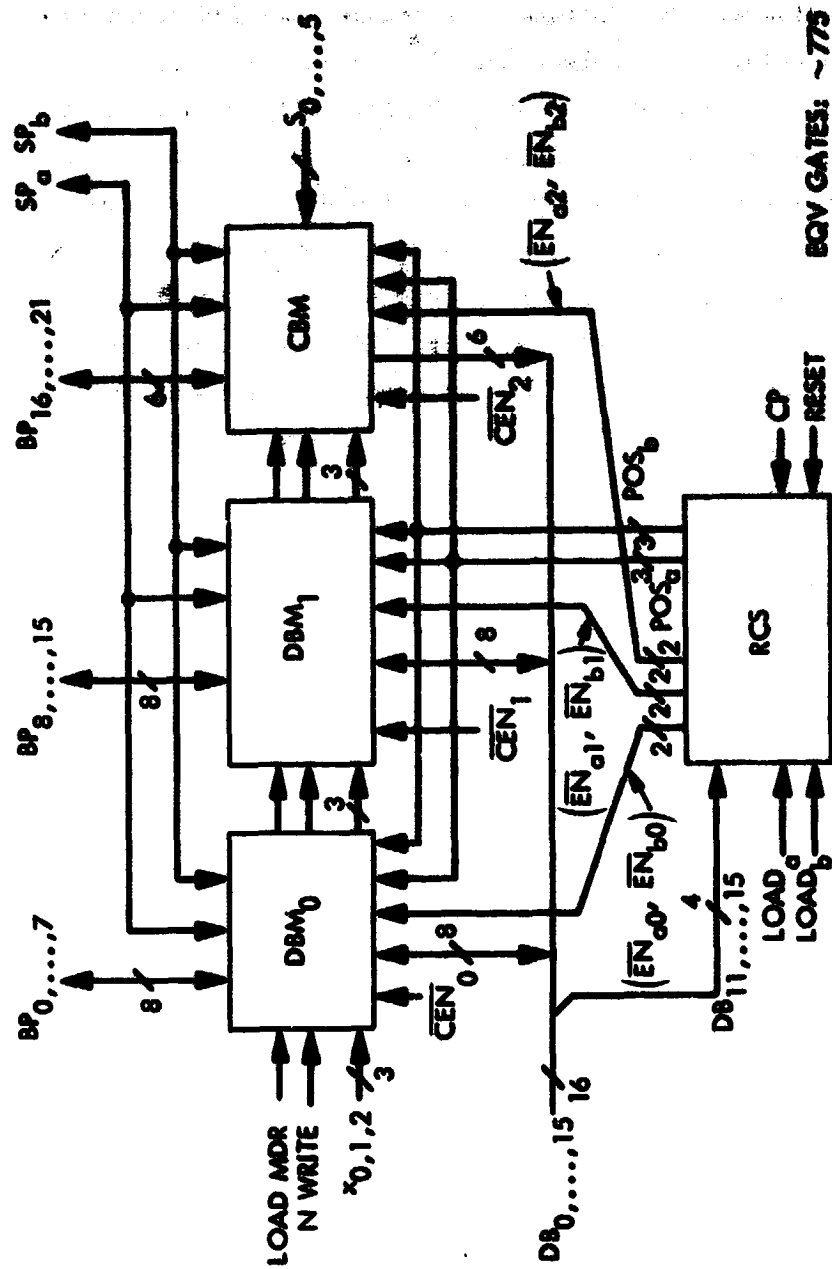 BP0,...,7
BP8,...,15
BP16,...,21
SPa
SPb
8
8
6
LOAD MDR
N WRITE
x0,1,2
3
DBM0
3
DBM1
3
CBM
S0,...,5
CEN0
8
CEN1
8
CEN2
6
DB0,...,15
16
(ENa0, ENb0)
(ENa1, ENb1)
(ENa2, ENb2)
DB11,...,15
4
2
2
2
2
2
POSa
3
3
POSb
LOADa
LOADb
RCS
CP
RESET
EQV GATES: ~775